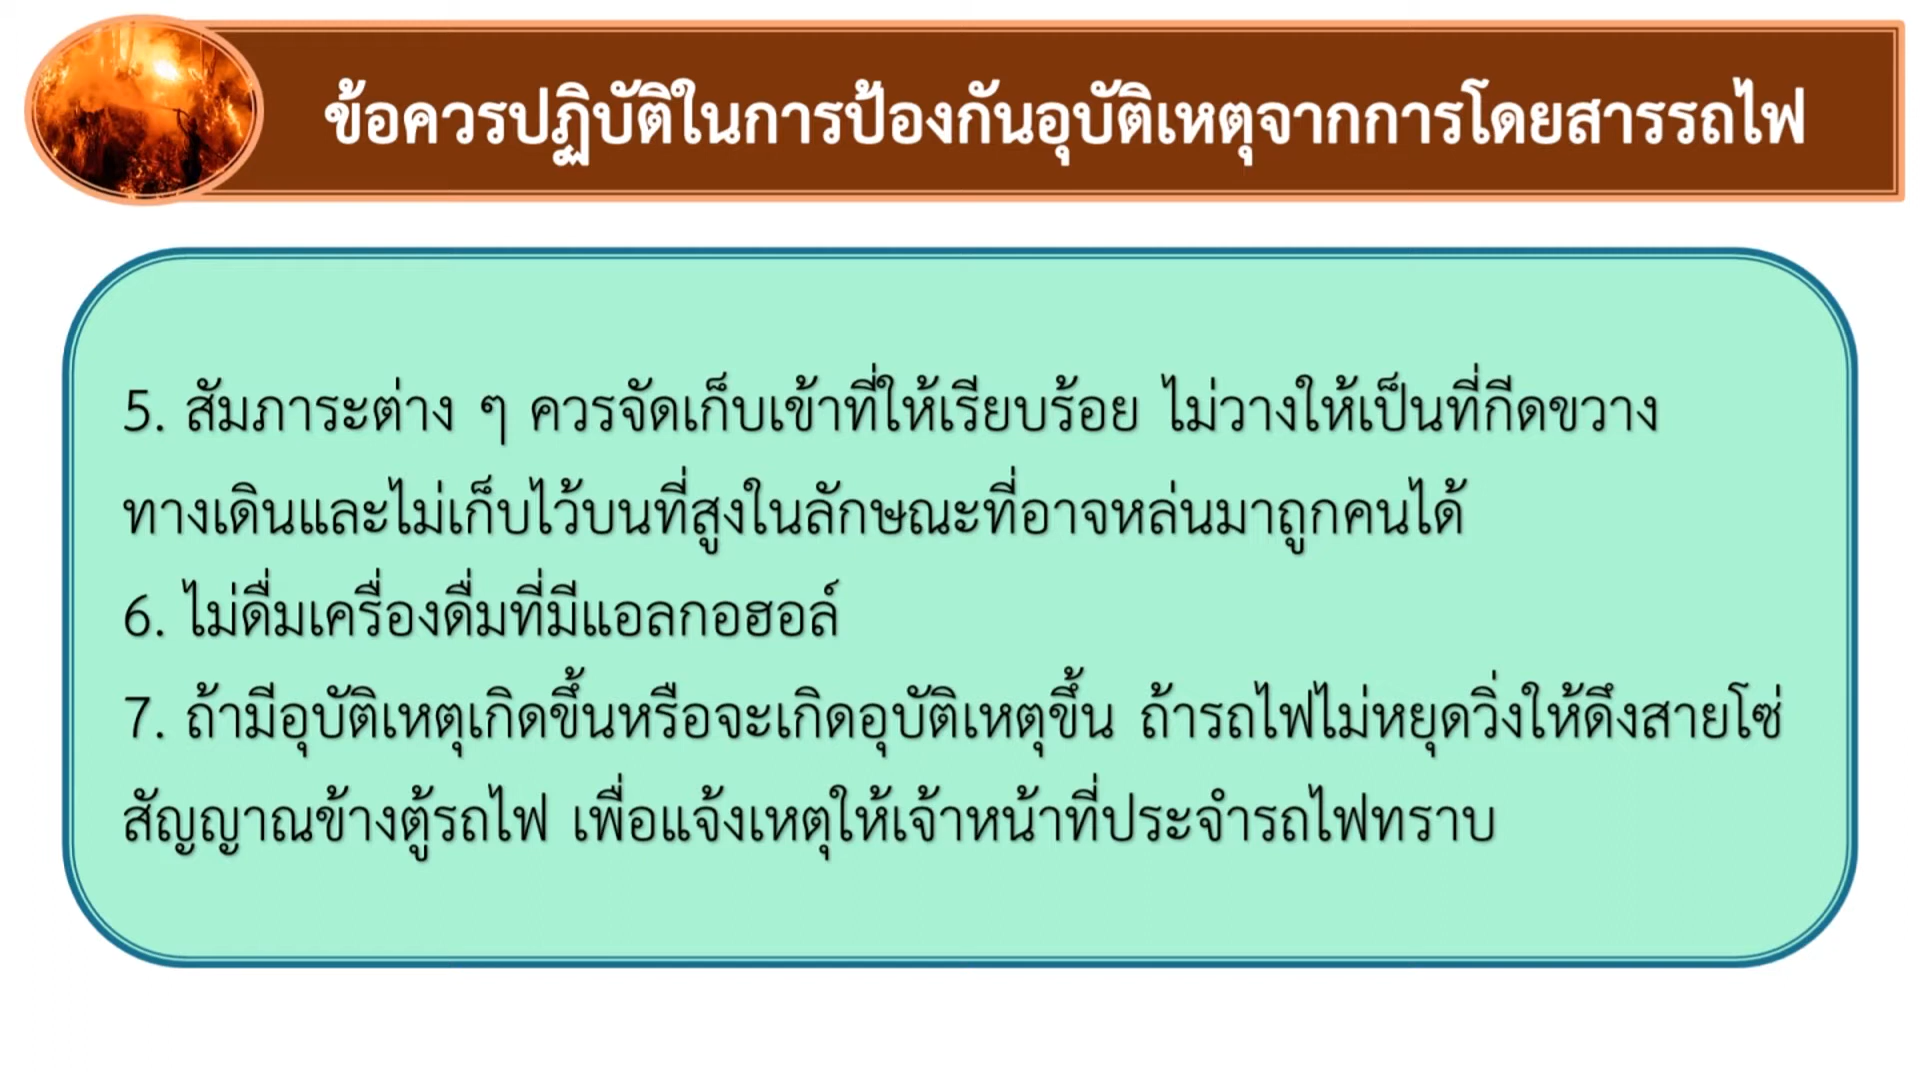 ข้อควรปฏิบัติในการป้องกันอุบัติเหตุจากการโดยสารรถไฟ
5. สัมภาระต่าง ๆ ควรจัดเก็บเข้าที่ให้เรียบร้อย ไม่วางให้เป็นที่กีดขวาง
ทางเดินและไม่เก็บไว้บนที่สูงในลักษณะที่อาจหล่นมาถูกคนได้
6. ไม่ดื่มเครื่องดื่มที่มีแอลกอฮอล์
7. ถ้ามีอุบัติเหตุเกิดขึ้นหรือจะเกิดอุบัติเหตุขึ้น ถ้ารถไฟไม่หยุดวิ่งให้ดึงสายโซ่
สัญญาณข้างตู้รถไฟ เพื่อแจ้งเหตุให้เจ้าหน้าที่ประจำรถไฟทราบ